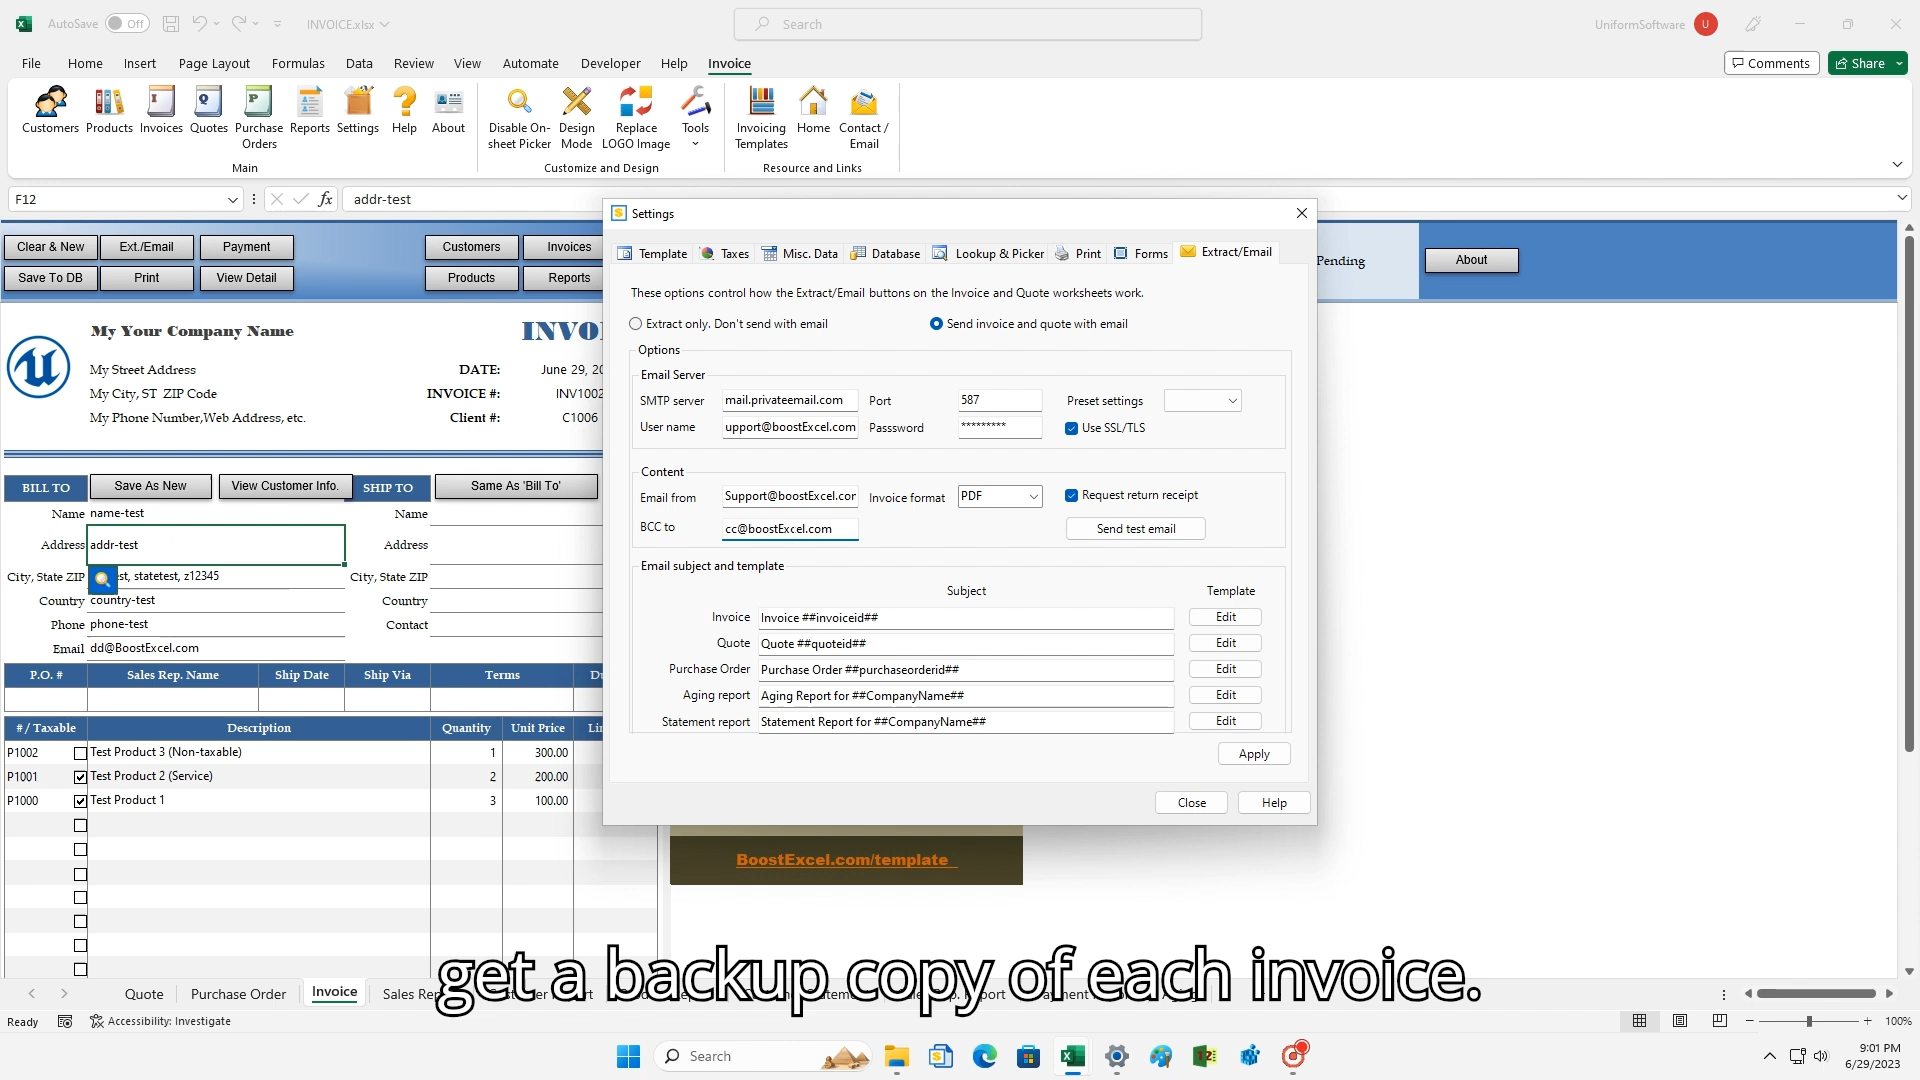 AutoSave Off INVOICE.xlsx Search UniformSoftware U
File Home Insert Page Layout Formulas Data Review View Automate Developer Help Invoice Comments Share
Customers Products Invoices Quotes Purchase Orders Reports Settings Help About
Disable On-sheet Picker Design Mode Replace LOGO Image Tools
Invoicing Templates Home Contact / Email
Main Customize and Design Resource and Links
F12 fx addr-test
Clear & New Ext./Email Payment Customers Invoices
Save To DB Print View Detail Products Reports
Pending About
My Your Company Name
My Street Address DATE:
My City, ST ZIP Code INVOICE #:
My Phone Number,Web Address, etc. Client #: C1006
BILL TO Save As New View Customer Info. SHIP TO Same As 'Bill To'
Name name-test Name
Address addr-test Address
City, State ZIP statetest, z12345 City, State ZIP
Country country-test Country
Phone phone-test Contact
Email dd@BoostExcel.com
P.O. # Sales Rep. Name Ship Date Ship Via Terms
# / Taxable Description Quantity Unit Price
P1002 Test Product 3 (Non-taxable) 1 300.00
P1001 Test Product 2 (Service) 2 200.00
P1000 Test Product 1 3 100.00
Settings
Template Taxes Misc. Data Database Lookup & Picker Print Forms Extract/Email
These options control how the Extract/Email buttons on the Invoice and Quote worksheets work.
Extract only. Don't send with email Send invoice and quote with email
Options
Email Server
SMTP server mail.privateemail.com Port 587 Preset settings
User name upport@boostExcel.com Passsword ********* Use SSL/TLS
Content
Email from Support@boostExcel.cor Invoice format PDF Request return receipt
BCC to cc@boostExcel.com Send test email
Email subject and template
Subject Template
Invoice Invoice ##invoiceid## Edit
Quote Quote ##quoteid## Edit
Purchase Order Purchase Order ##purchaseorderid## Edit
Aging report Aging Report for ##CompanyName## Edit
Statement report Statement Report for ##CompanyName## Edit
Apply
Close Help
BoostExcel.com/template
get a backup copy of each invoice.
Quote Purchase Order Invoice Sales
Ready Accessibility: Investigate 100%
Search
9:01 PM
6/29/2023